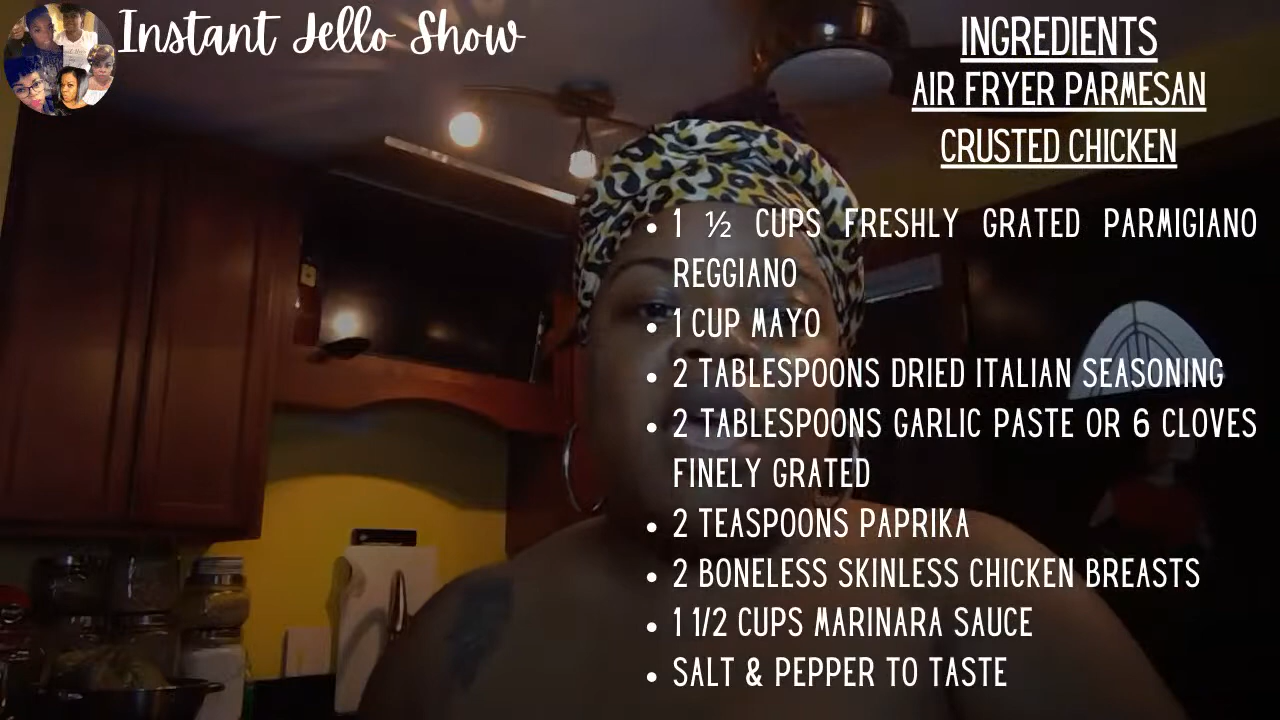 Instant Jello Show
INGREDIENTS
AIR FRYER PARMESAN
CRUSTED CHICKEN
• 1 ½ CUPS FRESHLY GRATED PARMIGIANO
REGGIANO
• 1 CUP MAYO
• 2 TABLESPOONS DRIED ITALIAN SEASONING
• 2 TABLESPOONS GARLIC PASTE OR 6 CLOVES
FINELY GRATED
• 2 TEASPOONS PAPRIKA
• 2 BONELESS SKINLESS CHICKEN BREASTS
• 1 1/2 CUPS MARINARA SAUCE
• SALT & PEPPER TO TASTE